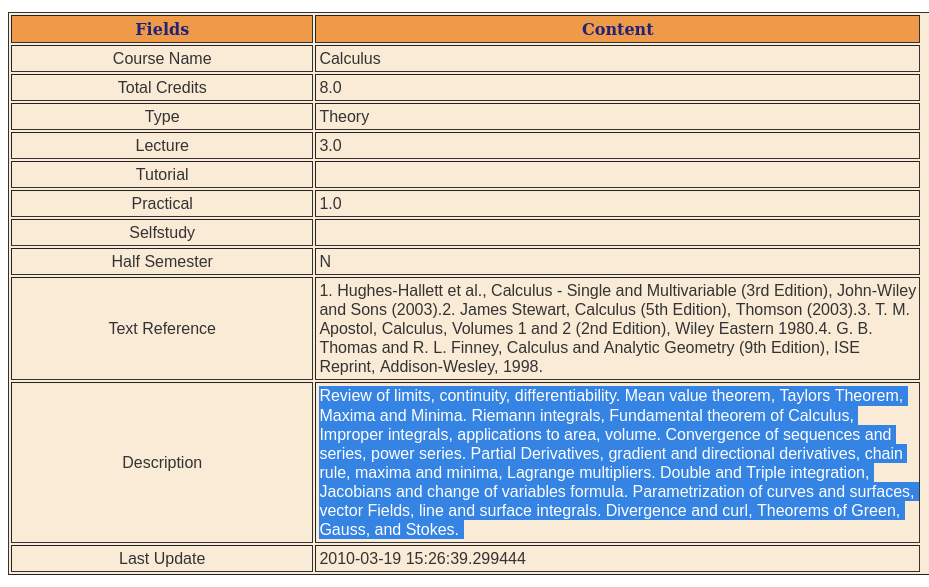 Fields Content
Course Name Calculus
Total Credits 8.0
Type Theory
Lecture 3.0
Tutorial
Practical 1.0
Selfstudy
Half Semester N
Text Reference
1. Hughes-Hallett et al., Calculus - Single and Multivariable (3rd Edition), John-Wiley
and Sons (2003).2. James Stewart, Calculus (5th Edition), Thomson (2003).3. T. M.
Apostol, Calculus, Volumes 1 and 2 (2nd Edition), Wiley Eastern 1980.4. G. B.
Thomas and R. L. Finney, Calculus and Analytic Geometry (9th Edition), ISE
Reprint, Addison-Wesley, 1998.
Description
Review of limits, continuity, differentiability. Mean value theorem, Taylors Theorem,
Maxima and Minima. Riemann integrals, Fundamental theorem of Calculus,
Improper integrals, applications to area, volume. Convergence of sequences and
series, power series. Partial Derivatives, gradient and directional derivatives, chain
rule, maxima and minima, Lagrange multipliers. Double and Triple integration,
Jacobians and change of variables formula. Parametrization of curves and surfaces,
vector Fields, line and surface integrals. Divergence and curl, Theorems of Green,
Gauss, and Stokes.
Last Update 2010-03-19 15:26:39.299444